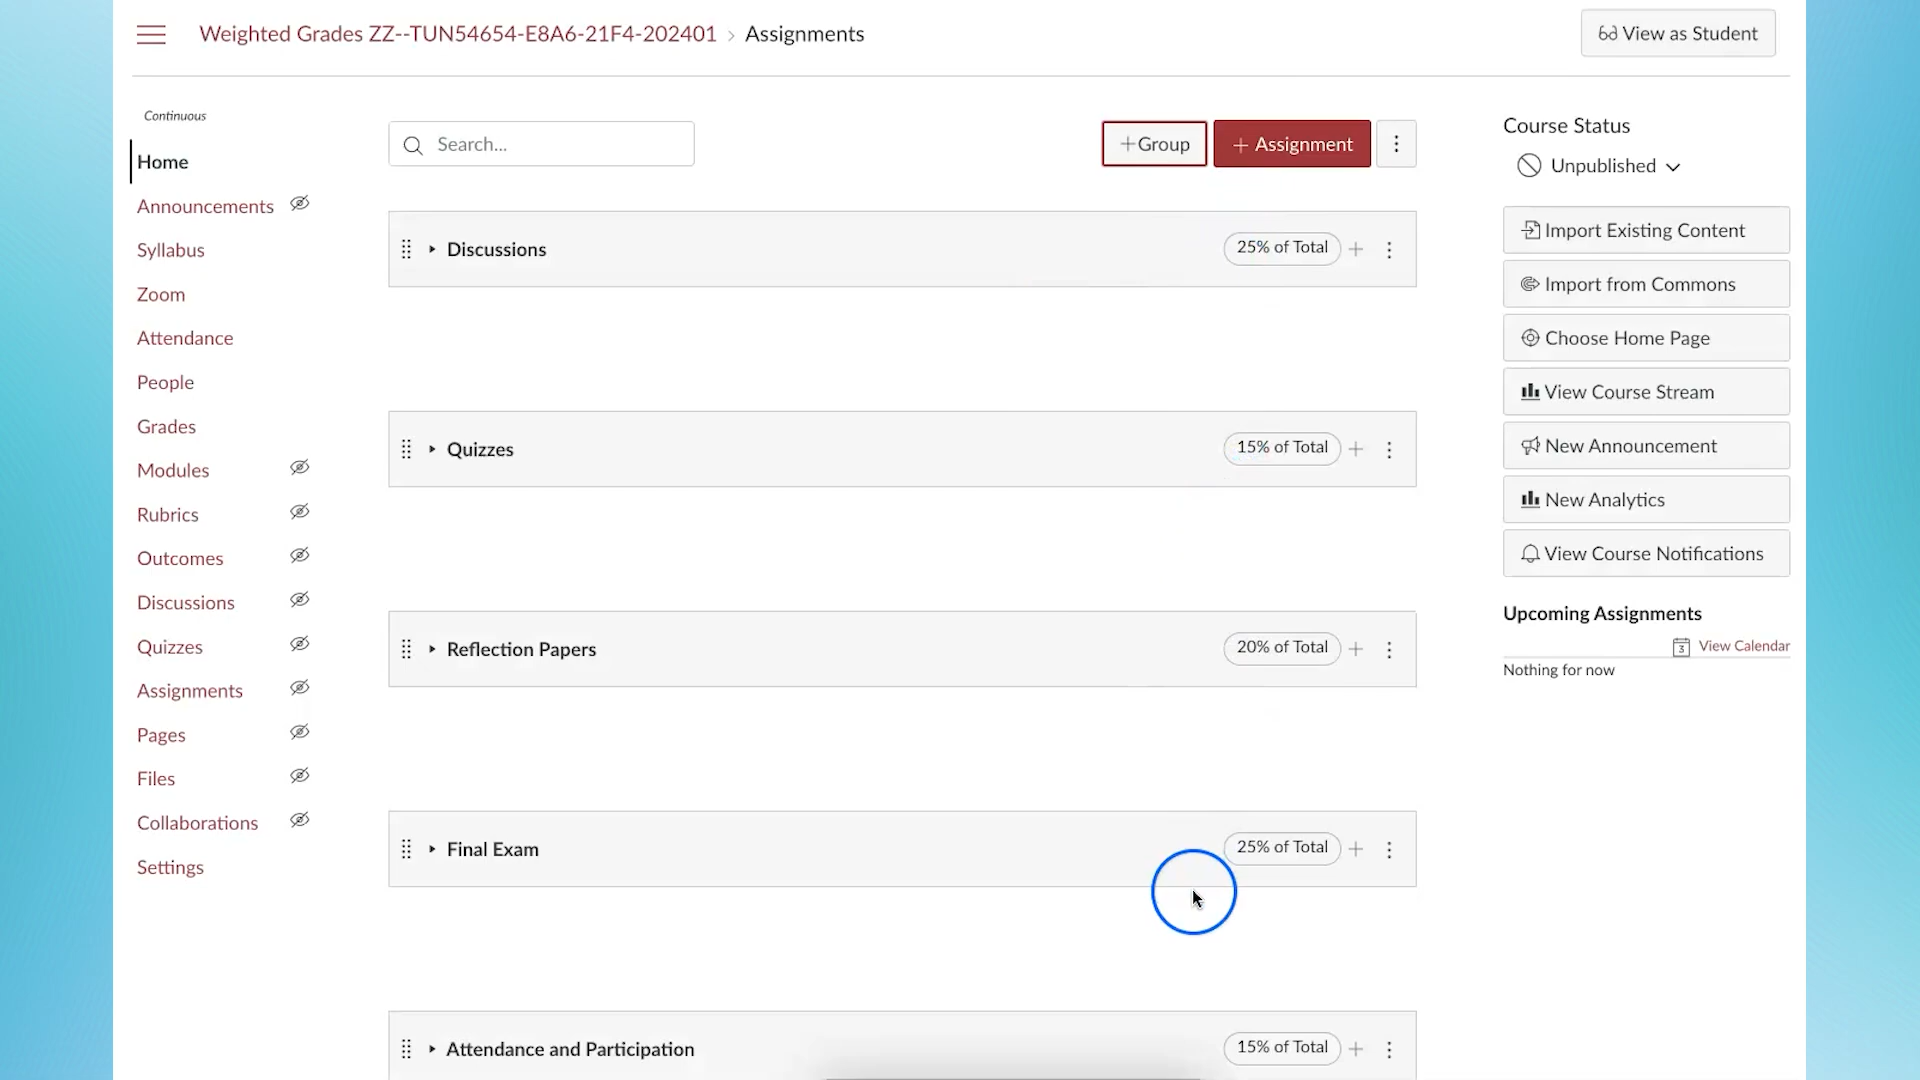 Weighted Grades ZZ--TUN54654-E8A6-21F4-202401 › Assignments
View as Student
Continuous
Home
Announcements
Syllabus
Zoom
Attendance
People
Grades
Modules
Rubrics
Outcomes
Discussions
Quizzes
Assignments
Pages
Files
Collaborations
Settings
Search...
+Group
+ Assignment
Discussions
25% of Total
Quizzes
15% of Total
Reflection Papers
20% of Total
Final Exam
25% of Total
Attendance and Participation
15% of Total
Course Status
Unpublished
Import Existing Content
Import from Commons
Choose Home Page
View Course Stream
New Announcement
New Analytics
View Course Notifications
Upcoming Assignments
3 View Calendar
Nothing for now